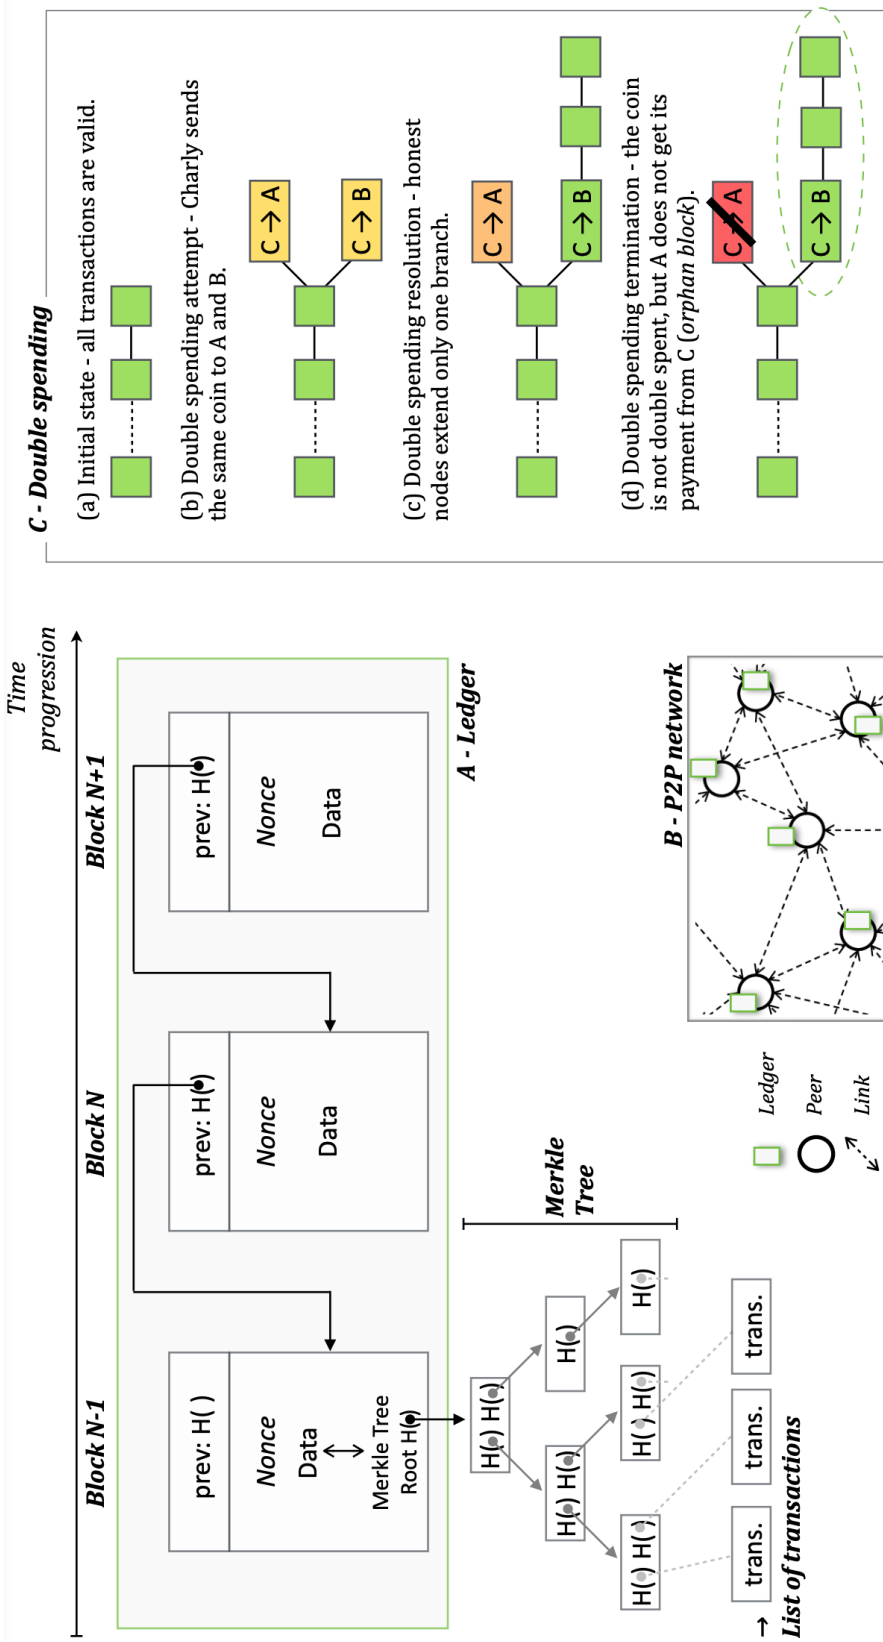 Time
progression
Block N-1
Block N
Block N+1
prev: H( )
Nonce
Data
Merkle Tree
Root H( )
prev: H( )
Nonce
Data
prev: H( )
Nonce
Data
A - Ledger
H( ) H( )
H( ) H( )
H( )
H( ) H( )
H( ) H( )
H( )
Merkle
Tree
trans.
trans.
trans.
→
List of transactions
Ledger
Peer
Link
B - P2P network
C - Double spending
(a) Initial state - all transactions are valid.
(b) Double spending attempt - Charly sends
the same coin to A and B.
C → A
C → B
(c) Double spending resolution - honest
nodes extend only one branch.
C → A
C → B
(d) Double spending termination - the coin
is not double spent, but A does not get its
payment from C (orphan block).
C → A
C → B